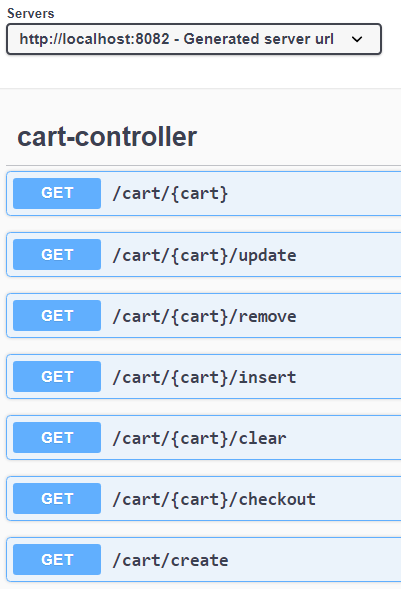 Servers
http://localhost:8082 - Generated server url
cart-controller
GET /cart/{cart}
GET /cart/{cart}/update
GET /cart/{cart}/remove
GET /cart/{cart}/insert
GET /cart/{cart}/clear
GET /cart/{cart}/checkout
GET /cart/create